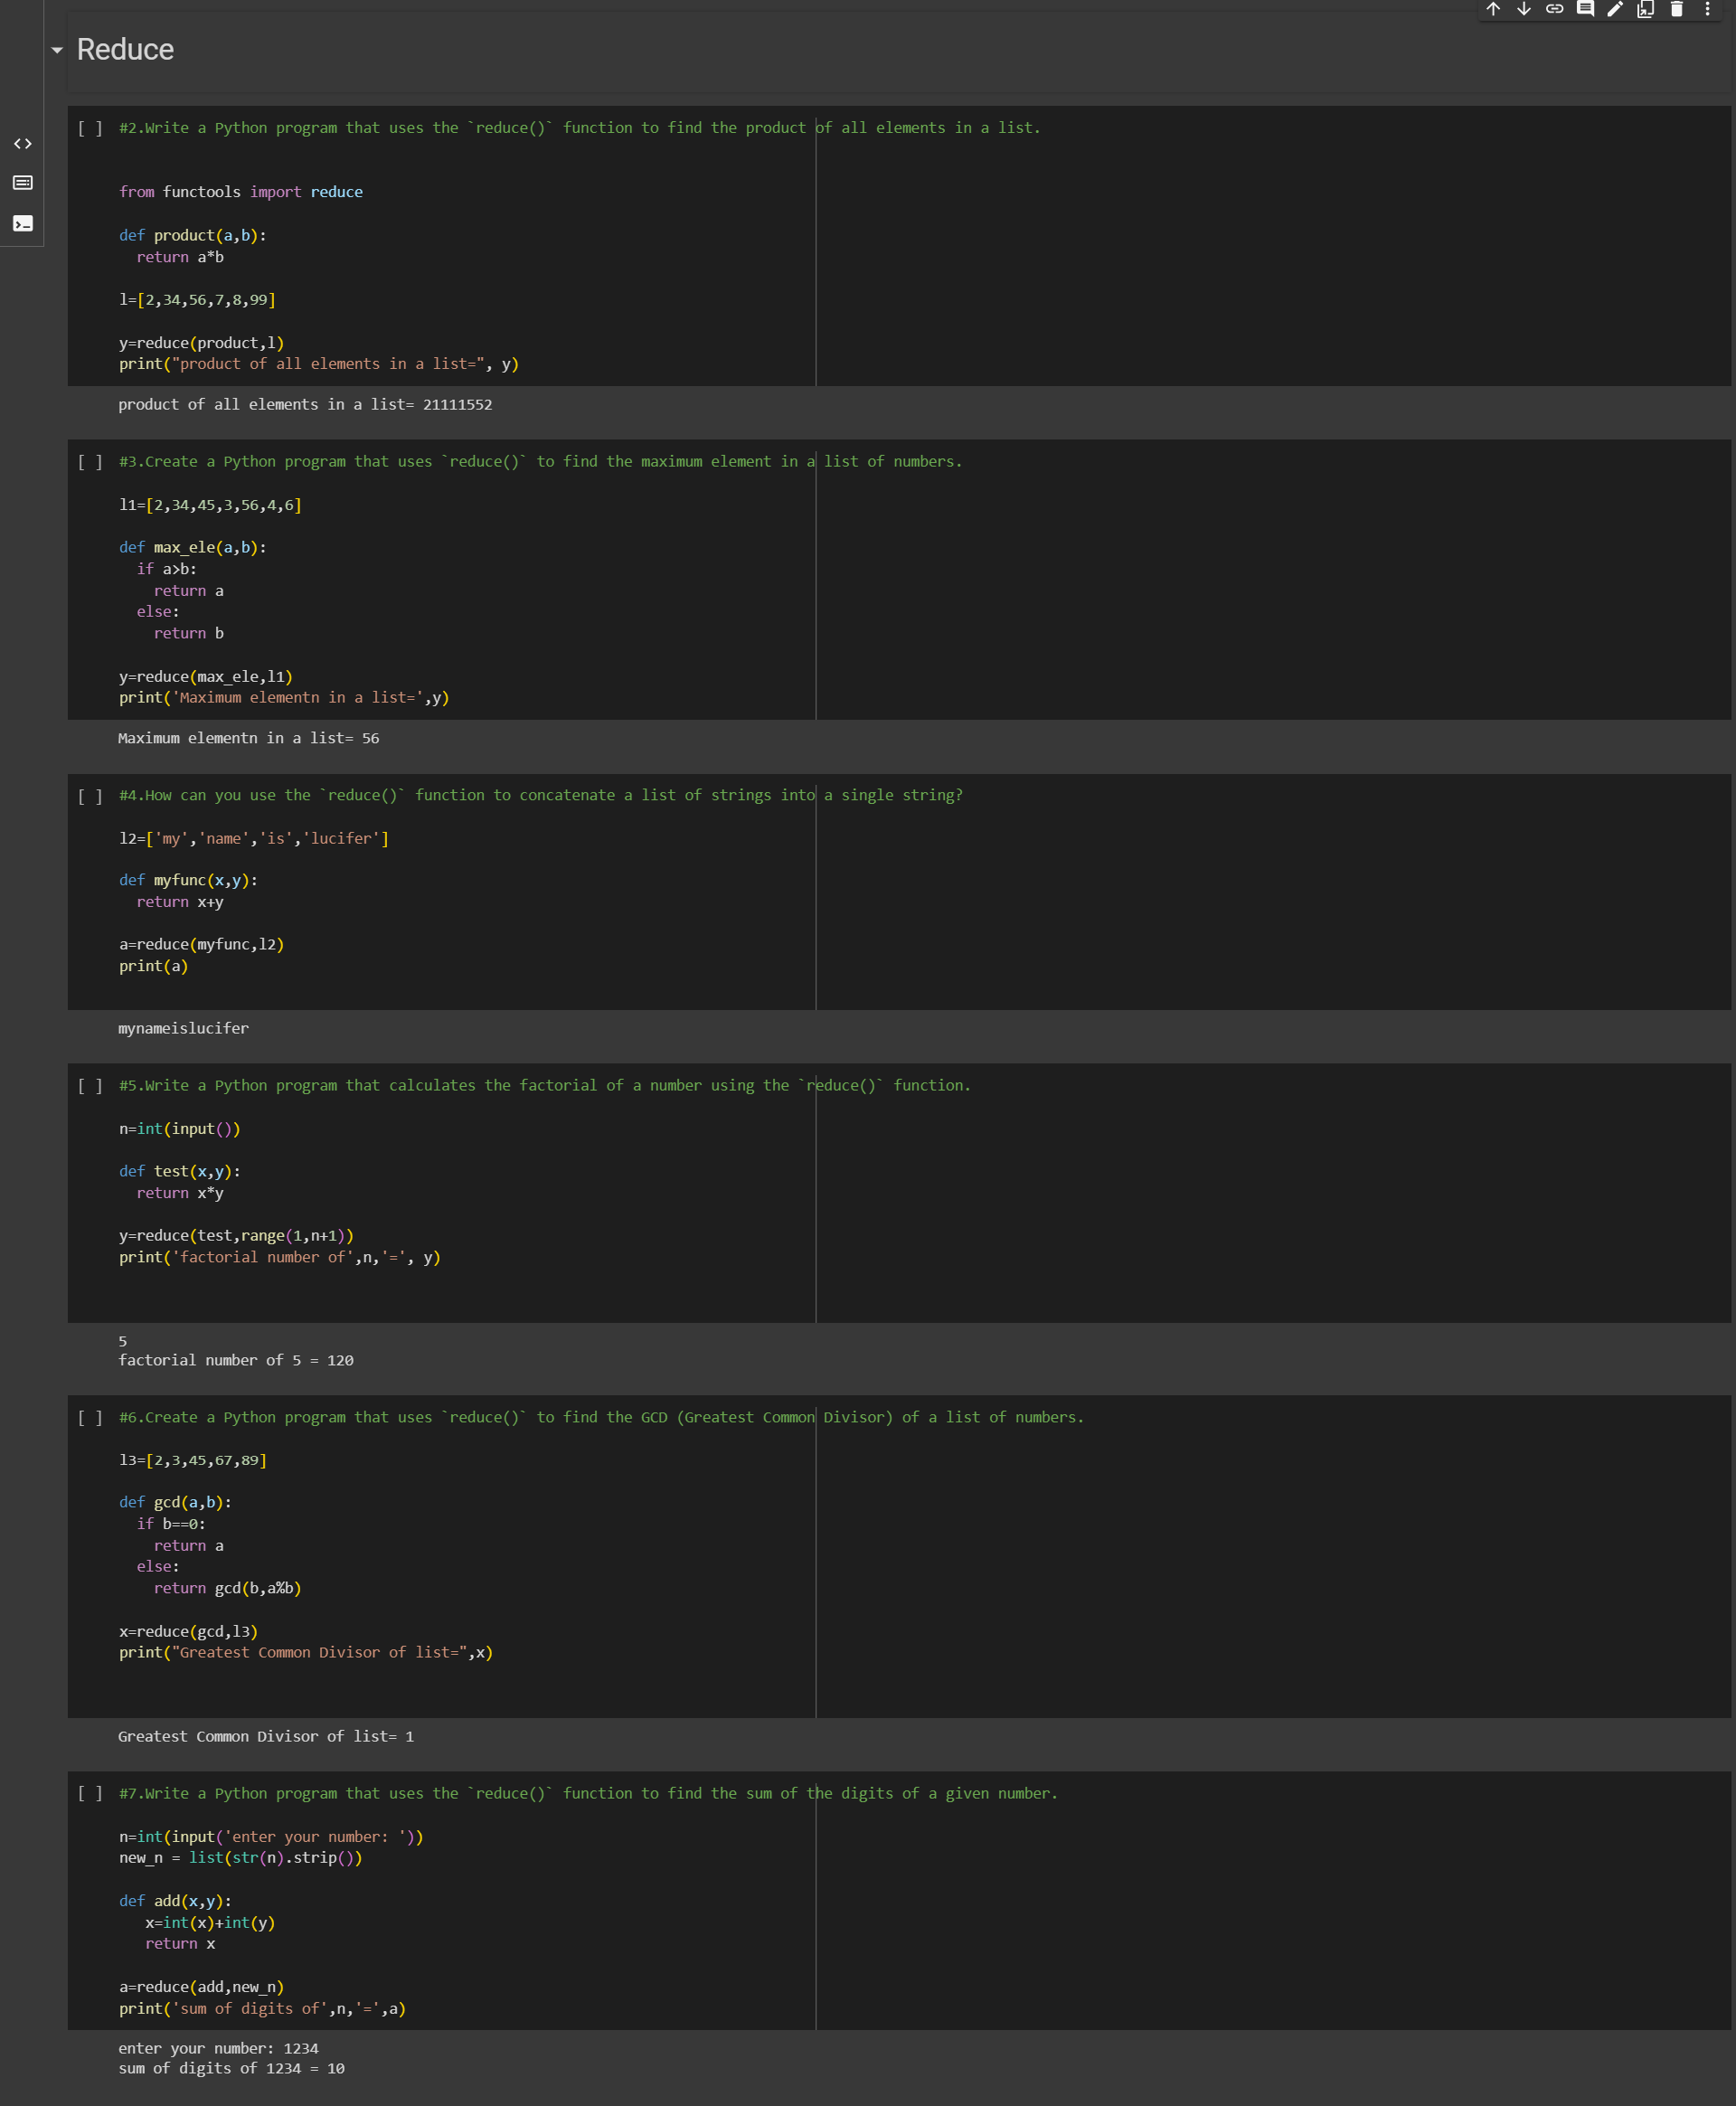 Reduce
[ ] #2.Write a Python program that uses the `reduce()` function to find the product of all elements in a list.
from functools import reduce
def product(a,b):
  return a*b
l=[2,34,56,7,8,99]
y=reduce(product,l)
print("product of all elements in a list=", y)
product of all elements in a list= 21111552
[ ] #3.Create a Python program that uses `reduce()` to find the maximum element in a list of numbers.
l1=[2,34,45,3,56,4,6]
def max_ele(a,b):
  if a>b:
    return a
  else:
    return b
y=reduce(max_ele,l1)
print('Maximum elementn in a list=',y)
Maximum elementn in a list= 56
[ ] #4.How can you use the `reduce()` function to concatenate a list of strings into a single string?
l2=['my','name','is','lucifer']
def myfunc(x,y):
  return x+y
a=reduce(myfunc,l2)
print(a)
mynameislucifer
[ ] #5.Write a Python program that calculates the factorial of a number using the `reduce()` function.
n=int(input())
def test(x,y):
  return x*y
y=reduce(test,range(1,n+1))
print('factorial number of',n,'=', y)
5
factorial number of 5 = 120
[ ] #6.Create a Python program that uses `reduce()` to find the GCD (Greatest Common Divisor) of a list of numbers.
l3=[2,3,45,67,89]
def gcd(a,b):
  if b==0:
    return a
  else:
    return gcd(b,a%b)
x=reduce(gcd,l3)
print("Greatest Common Divisor of list=",x)
Greatest Common Divisor of list= 1
[ ] #7.Write a Python program that uses the `reduce()` function to find the sum of the digits of a given number.
n=int(input('enter your number: '))
new_n = list(str(n).strip())
def add(x,y):
   x=int(x)+int(y)
   return x
a=reduce(add,new_n)
print('sum of digits of',n,'=',a)
enter your number: 1234
sum of digits of 1234 = 10